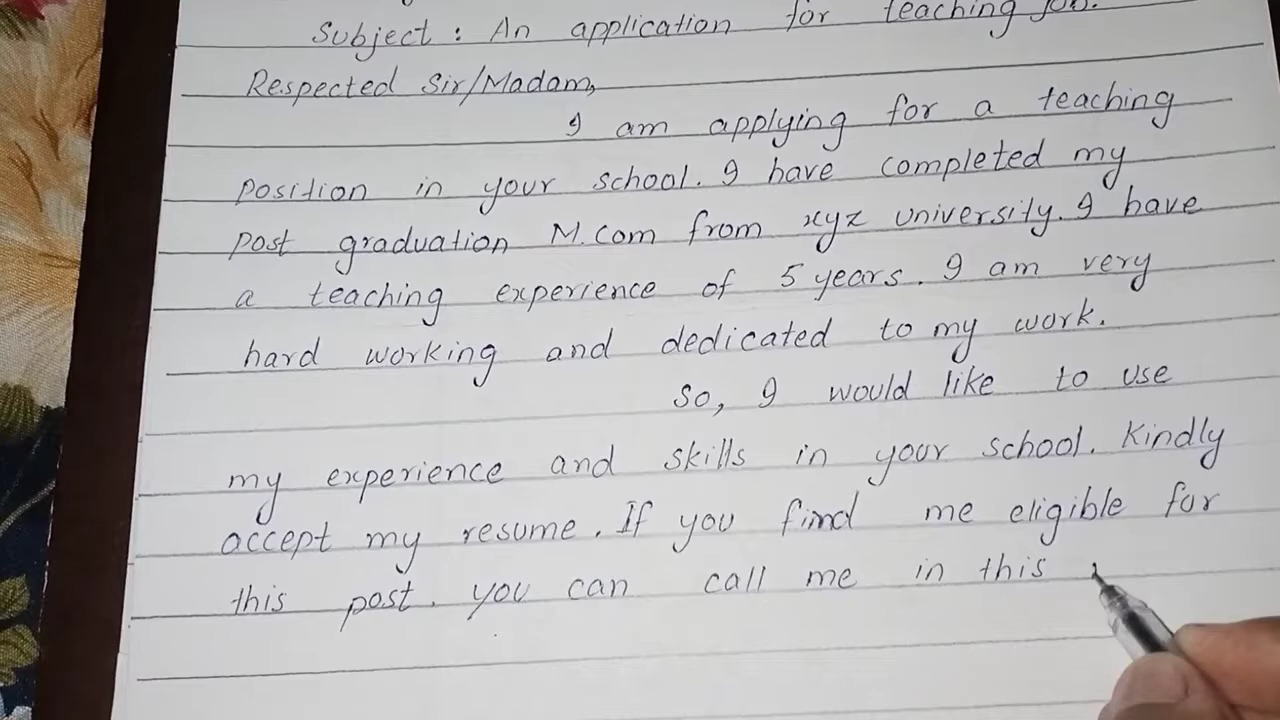 Subject : An application for teaching job.
Respected Sir/Madam,
I am applying for a teaching
position in your school. I have completed my
post graduation M.Com from xyz university. I have
a teaching experience of 5 years. I am very
hard working and dedicated to my work.
So, I would like to use
my experience and skills in your school. Kindly
accept my resume. If you find me eligible for
this post. you can call me in this